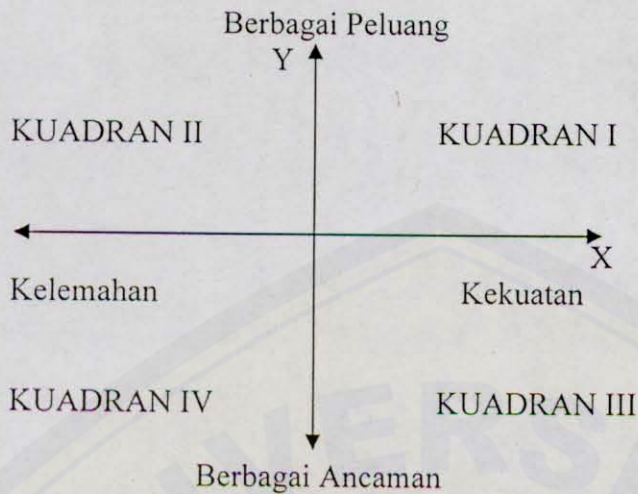 Berbagai Peluang
Y
KUADRAN II KUADRAN I
X
Kelemahan Kekuatan
KUADRAN IV KUADRAN III
Berbagai Ancaman